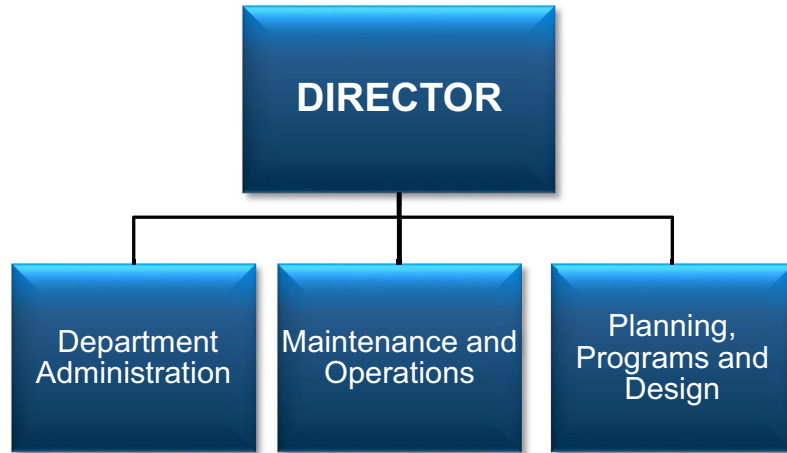 DIRECTOR
Department
Administration
Maintenance and
Operations
Planning,
Programs and
Design